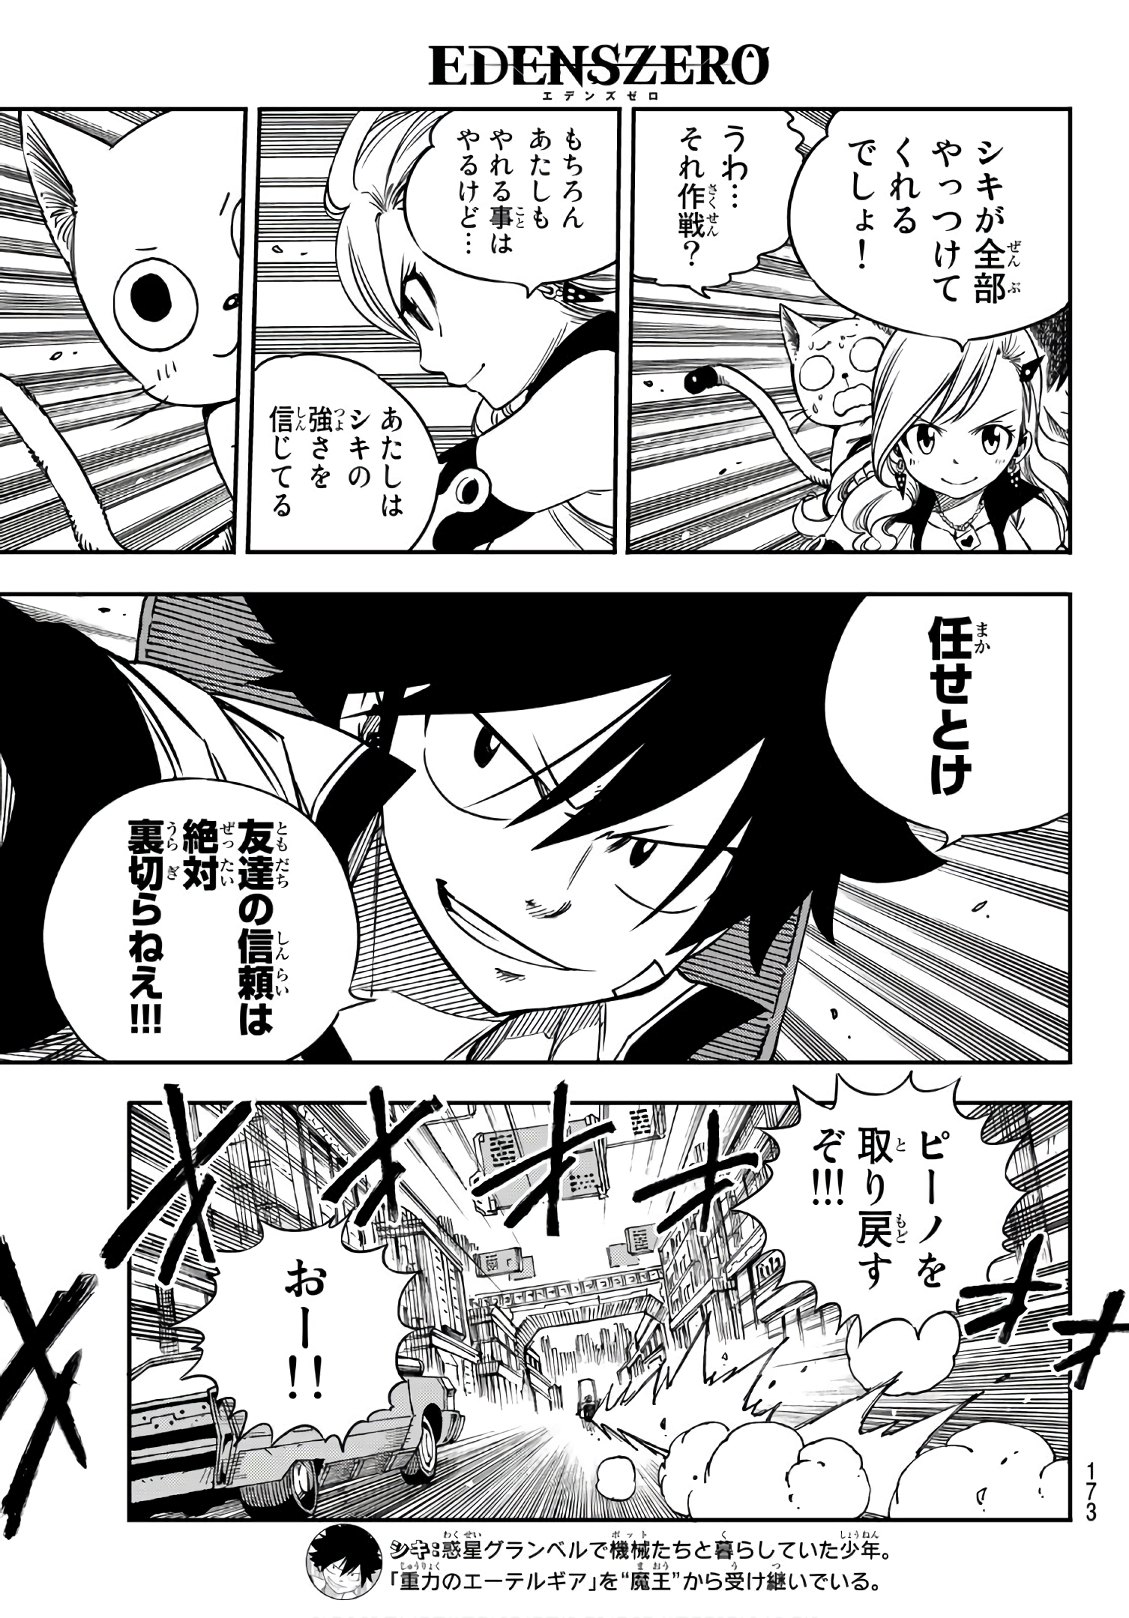 EDENSZERO
エデンズゼロ
シキが全部
やっつけて
くれる
でしょ!
うわ…
それ作戦?
もちろん
あたしも
やれる事は
やるけど…
あたしは
シキの
強さを
信じてる
任せとけ
友達の信頼は
絶対
裏切らねえ!!!
ピーノを
取り戻す
ぞ!!!
おー!!
オオオオオオオ
173
シキ:惑星グランベルで機械たちと暮らしていた少年。
「重力のエーテルギア」を“魔王”から受け継いでいる。